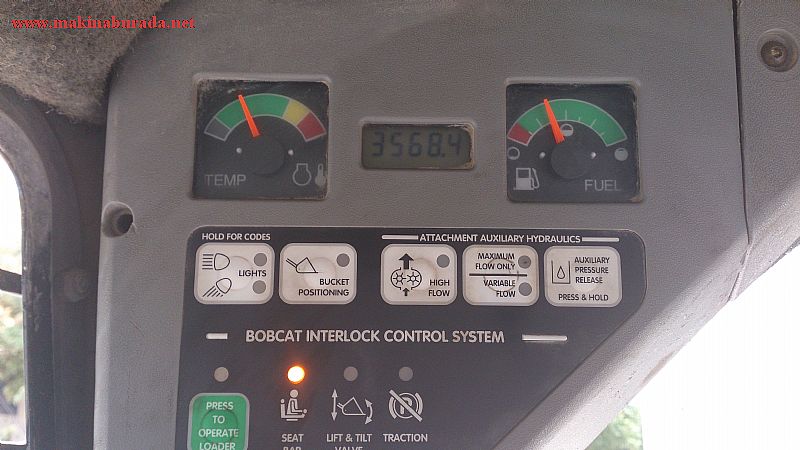 www.makinaburada.net
3568.4
TEMP
FUEL
HOLD FOR CODES
ATTACHMENT AUXILIARY HYDRAULICS
LIGHTS
BUCKET
POSITIONING
HIGH
FLOW
MAXIMUM
FLOW ONLY
VARIABLE
FLOW
AUXILIARY
PRESSURE
RELEASE
PRESS & HOLD
BOBCAT INTERLOCK CONTROL SYSTEM
PRESS
TO
OPERATE
LOADER
SEAT
BAR
LIFT & TILT
VALVE
TRACTION